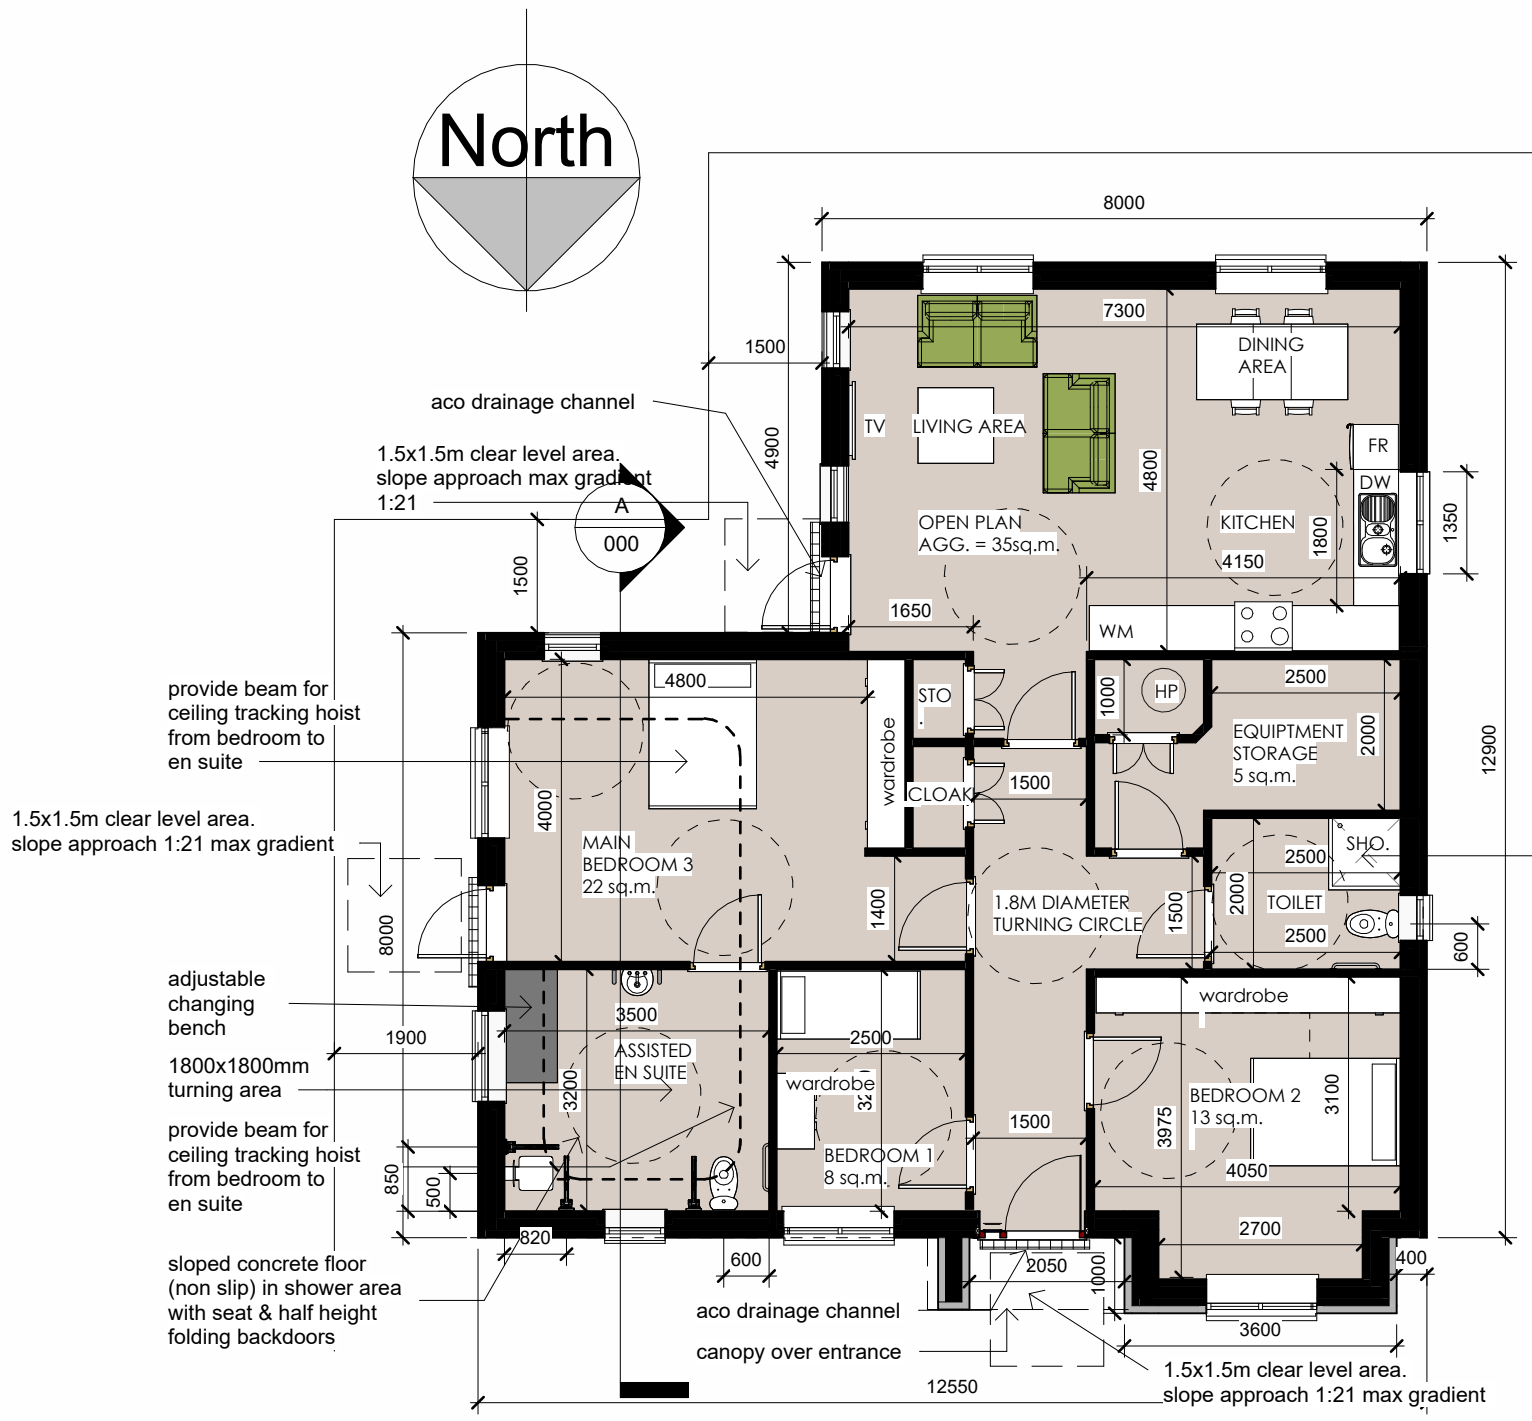 North
8000
7300
1500
DINING
AREA
aco drainage channel
TV
LIVING AREA
FR
1.5x1.5m clear level area.
slope approach max gradient
1:21
4900
4800
DW
A
000
OPEN PLAN
AGG. = 35sq.m.
KITCHEN
1800
1350
4150
1500
1650
WM
provide beam for
ceiling tracking hoist
from bedroom to
en suite
4800
STO
.
1000
HP
2500
wardrobe
EQUIPTMENT
STORAGE
5 sq.m.
2000
12900
CLOAK
1500
4000
1.5x1.5m clear level area.
slope approach 1:21 max gradient
MAIN
BEDROOM 3
22 sq.m.
SHO.
2500
2000
TOILET
2500
1400
1.8M DIAMETER
TURNING CIRCLE
1500
8000
600
adjustable
changing
bench
wardrobe
3500
1900
2500
ASSISTED
EN SUITE
1800x1800mm
turning area
3200
wardrobe
BEDROOM 2
13 sq.m.
3100
3975
provide beam for
ceiling tracking hoist
from bedroom to
en suite
1500
BEDROOM 1
8 sq.m.
4050
850
500
820
2700
600
2050
1000
400
sloped concrete floor
(non slip) in shower area
with seat & half height
folding backdoors
aco drainage channel
3600
canopy over entrance
1.5x1.5m clear level area.
slope approach 1:21 max gradient
12550